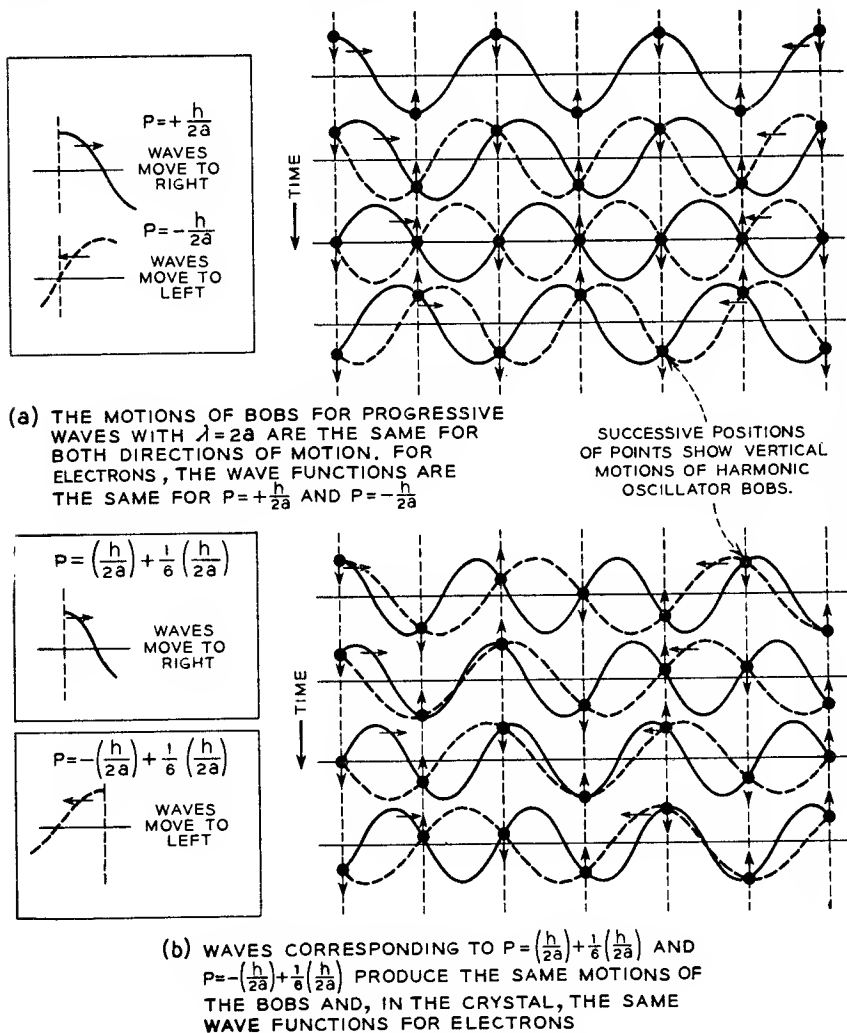 P=+h/2a
WAVES
MOVE TO
RIGHT
P=-h/2a
WAVES
MOVE TO
LEFT
TIME
(a) THE MOTIONS OF BOBS FOR PROGRESSIVE
WAVES WITH λ=2a ARE THE SAME FOR
BOTH DIRECTIONS OF MOTION. FOR
ELECTRONS, THE WAVE FUNCTIONS ARE
THE SAME FOR P=+h/2a AND P=-h/2a
SUCCESSIVE POSITIONS
OF POINTS SHOW VERTICAL
MOTIONS OF HARMONIC
OSCILLATOR BOBS.
P=(h/2a)+1/6(h/2a)
WAVES
MOVE TO
RIGHT
P=-(h/2a)+1/6(h/2a)
WAVES
MOVE TO
LEFT
TIME
(b) WAVES CORRESPONDING TO P=(h/2a)+1/6(h/2a) AND
P=-(h/2a)+1/6(h/2a) PRODUCE THE SAME MOTIONS OF
THE BOBS AND, IN THE CRYSTAL, THE SAME
WAVE FUNCTIONS FOR ELECTRONS